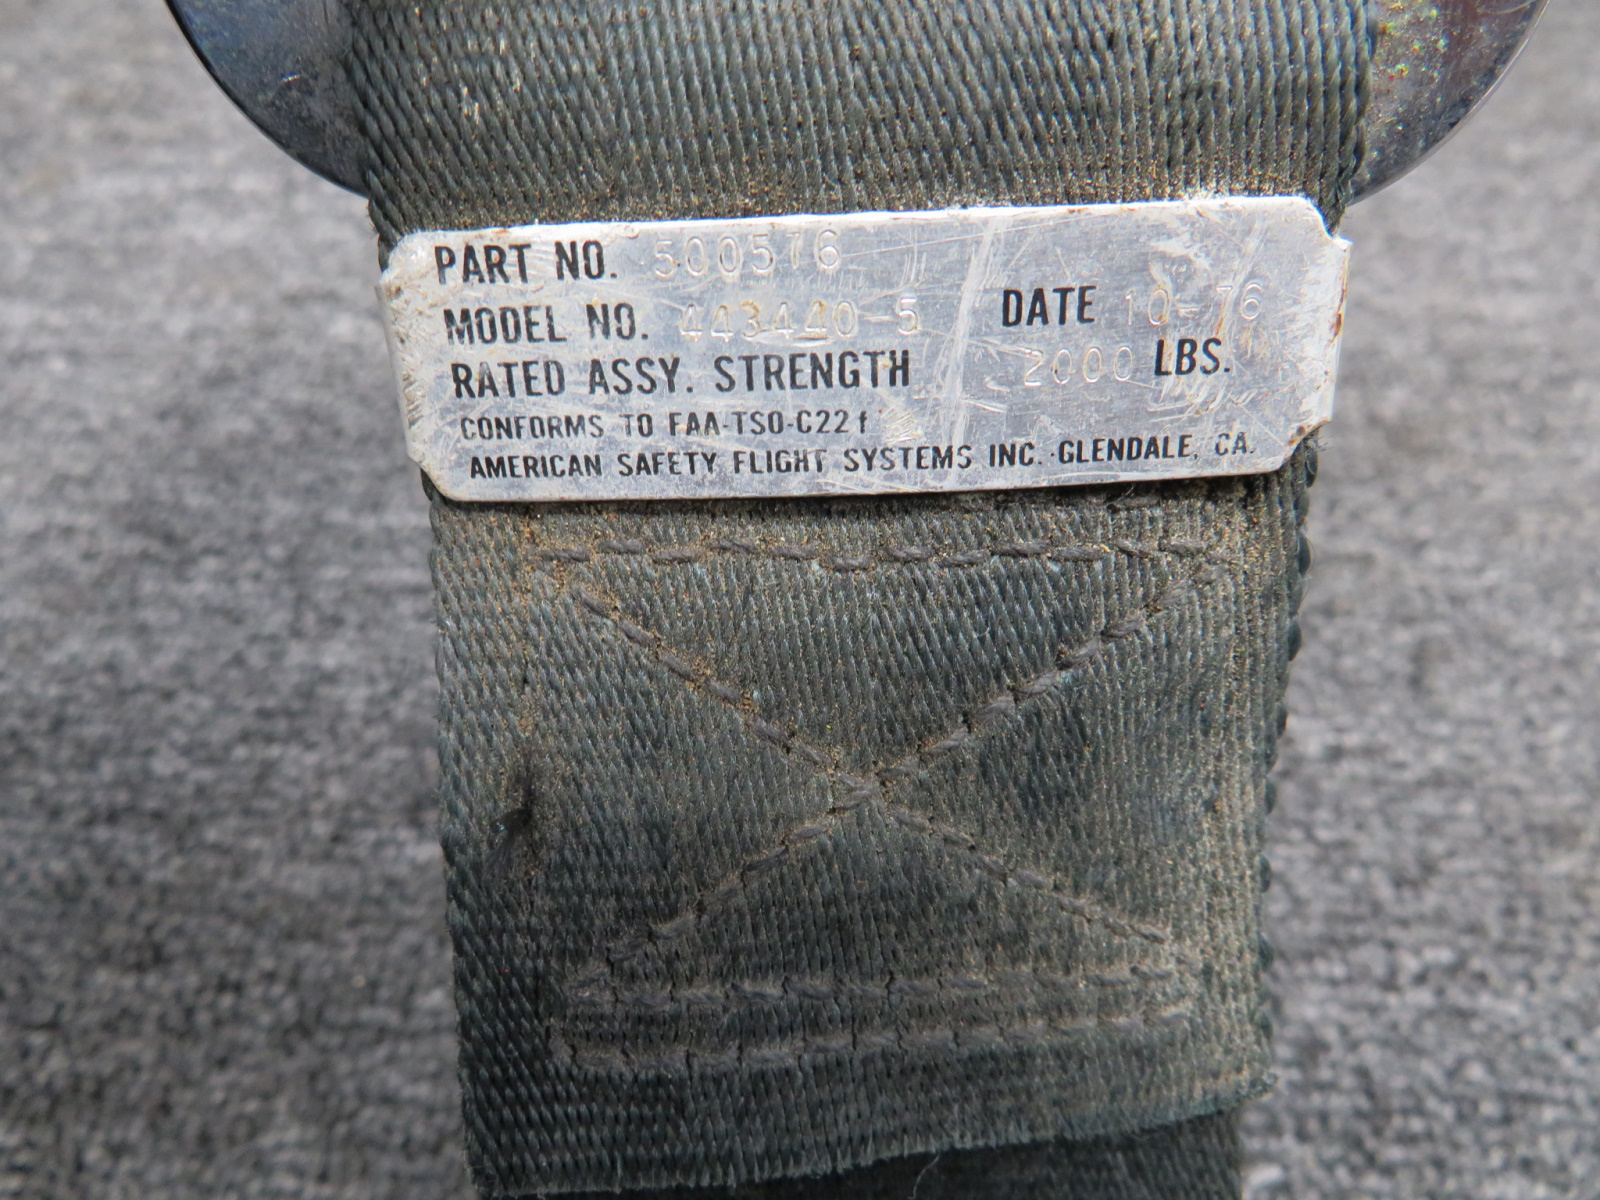 PART NO. 500576
MODEL NO. 443440-5 DATE 10-76
RATED ASSY. STRENGTH 2000 LBS.
CONFORMS TO FAA-TSO-C22 f
AMERICAN SAFETY FLIGHT SYSTEMS INC. GLENDALE, CA.